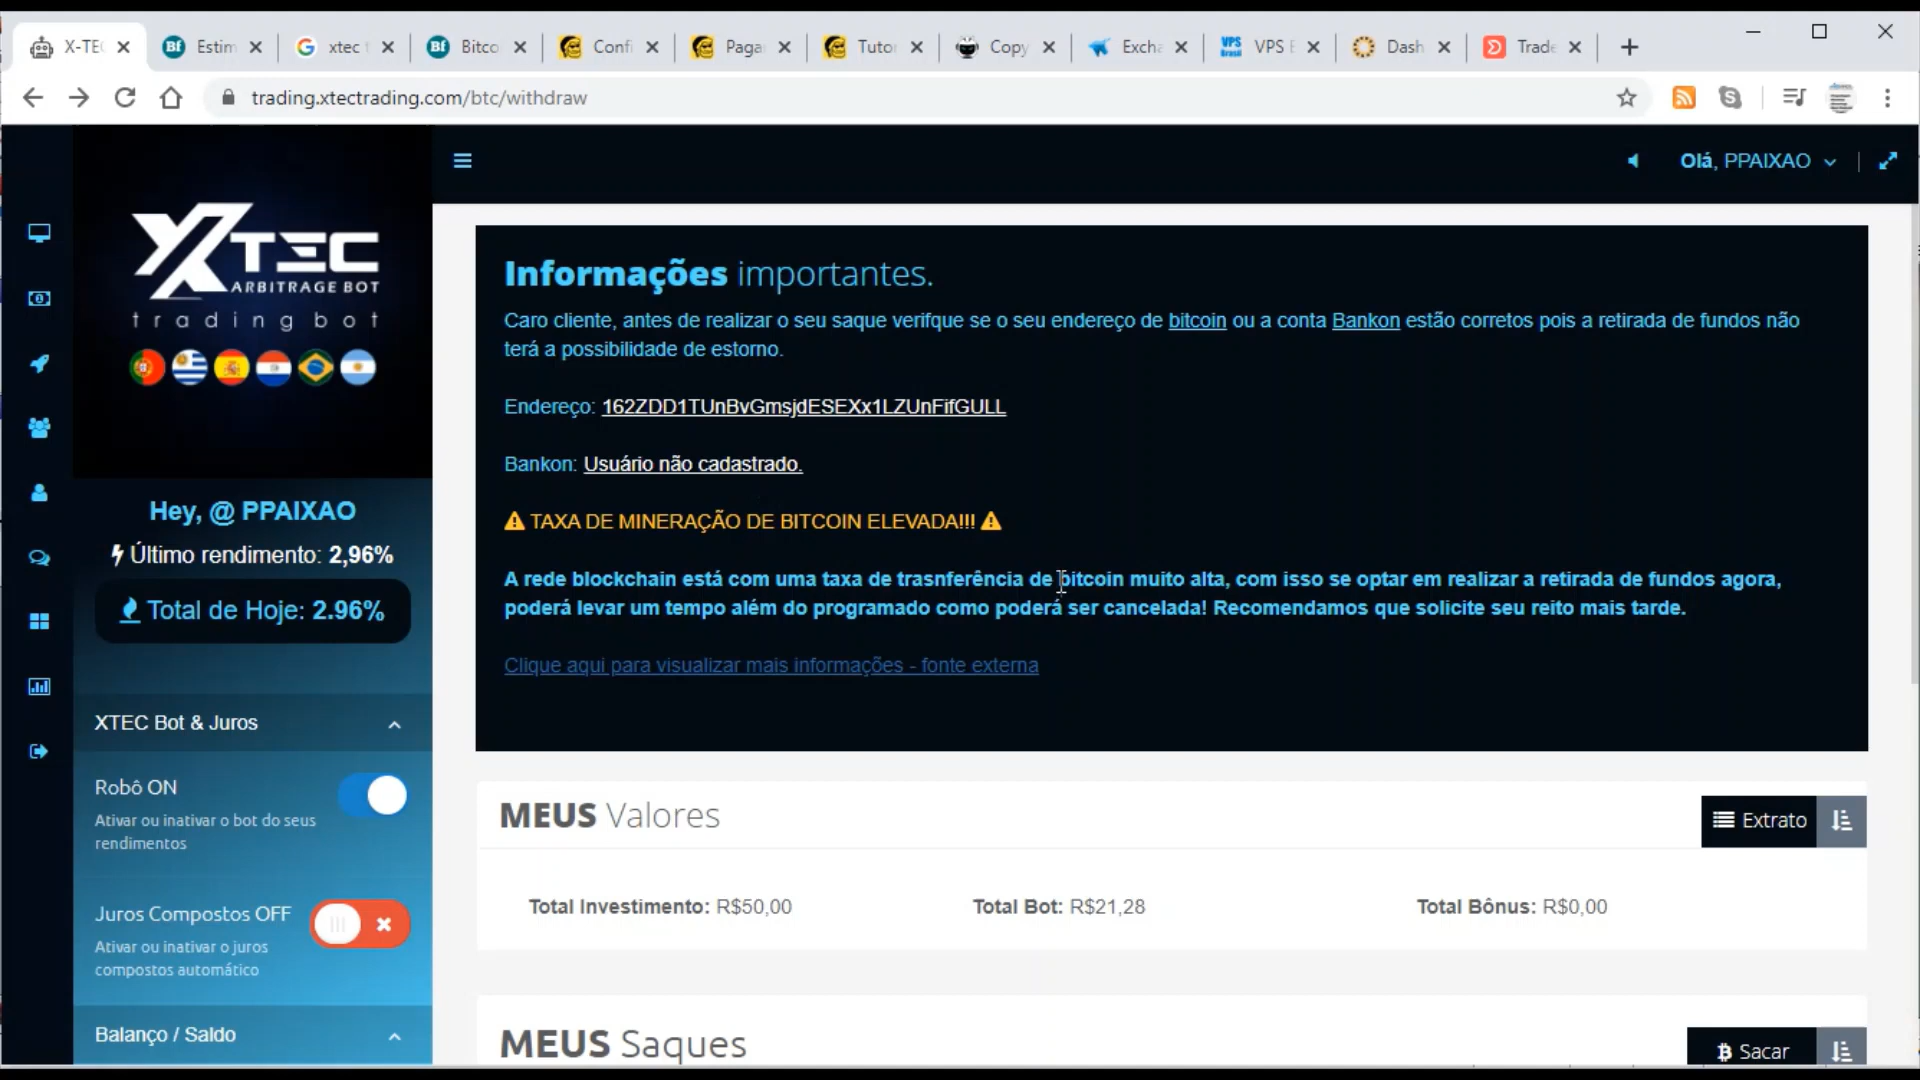 X-TE
Estim
xtec t
Bitco
Confi
Paga
Tutor
Copy
Excha
VPS E
Dash
Trade
trading.xtectrading.com/btc/withdraw
Olá, PPAIXAO
XTEC
ARBITRAGE BOT
trading bot
Hey, @ PPAIXAO
Último rendimento: 2,96%
Total de Hoje: 2.96%
XTEC Bot & Juros
Robô ON
Ativar ou inativar o bot do seus
rendimentos
Juros Compostos OFF
Ativar ou inativar o juros
compostos automático
Balanço / Saldo
Informações importantes.
Caro cliente, antes de realizar o seu saque verifque se o seu endereço de bitcoin ou a conta Bankon estão corretos pois a retirada de fundos não
terá a possibilidade de estorno.
Endereço: 162ZDD1TUnBvGmsjdESEXx1LZUnFifGULL
Bankon: Usuário não cadastrado.
TAXA DE MINERAÇÃO DE BITCOIN ELEVADA!!!
A rede blockchain está com uma taxa de trasnferência de bitcoin muito alta, com isso se optar em realizar a retirada de fundos agora,
poderá levar um tempo além do programado como poderá ser cancelada! Recomendamos que solicite seu reito mais tarde.
Clique aqui para visualizar mais informações - fonte externa
MEUS Valores
Extrato
Total Investimento: R$50,00
Total Bot: R$21,28
Total Bônus: R$0,00
MEUS Saques
Sacar